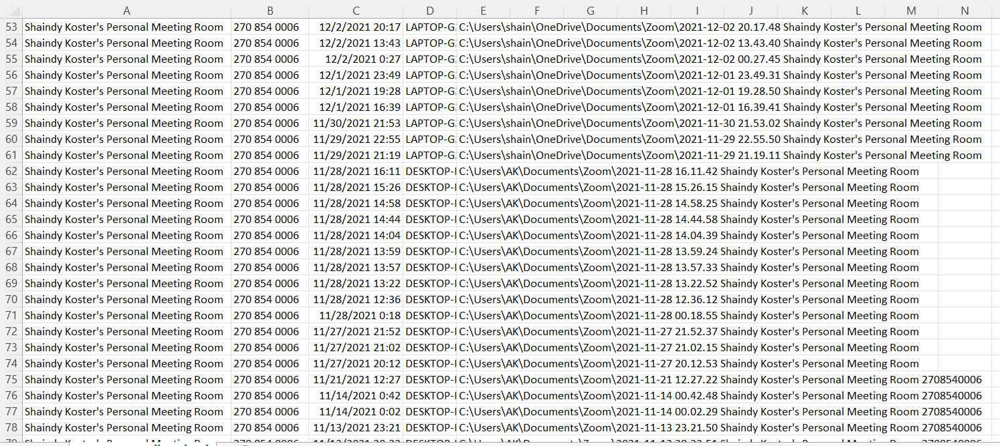 A B C D E F G H I J K L M N
53 Shaindy Koster's Personal Meeting Room 270 854 0006 12/2/2021 20:17 LAPTOP-G C:\Users\shain\OneDrive\Documents\Zoom\2021-12-02 20.17.48 Shaindy Koster's Personal Meeting Room
54 Shaindy Koster's Personal Meeting Room 270 854 0006 12/2/2021 13:43 LAPTOP-G C:\Users\shain\OneDrive\Documents\Zoom\2021-12-02 13.43.40 Shaindy Koster's Personal Meeting Room
55 Shaindy Koster's Personal Meeting Room 270 854 0006 12/2/2021 0:27 LAPTOP-G C:\Users\shain\OneDrive\Documents\Zoom\2021-12-02 00.27.45 Shaindy Koster's Personal Meeting Room
56 Shaindy Koster's Personal Meeting Room 270 854 0006 12/1/2021 23:49 LAPTOP-G C:\Users\shain\OneDrive\Documents\Zoom\2021-12-01 23.49.31 Shaindy Koster's Personal Meeting Room
57 Shaindy Koster's Personal Meeting Room 270 854 0006 12/1/2021 19:28 LAPTOP-G C:\Users\shain\OneDrive\Documents\Zoom\2021-12-01 19.28.50 Shaindy Koster's Personal Meeting Room
58 Shaindy Koster's Personal Meeting Room 270 854 0006 12/1/2021 16:39 LAPTOP-G C:\Users\shain\OneDrive\Documents\Zoom\2021-12-01 16.39.41 Shaindy Koster's Personal Meeting Room
59 Shaindy Koster's Personal Meeting Room 270 854 0006 11/30/2021 21:53 LAPTOP-G C:\Users\shain\OneDrive\Documents\Zoom\2021-11-30 21.53.02 Shaindy Koster's Personal Meeting Room
60 Shaindy Koster's Personal Meeting Room 270 854 0006 11/29/2021 22:55 LAPTOP-G C:\Users\shain\OneDrive\Documents\Zoom\2021-11-29 22.55.50 Shaindy Koster's Personal Meeting Room
61 Shaindy Koster's Personal Meeting Room 270 854 0006 11/29/2021 21:19 LAPTOP-G C:\Users\shain\OneDrive\Documents\Zoom\2021-11-29 21.19.11 Shaindy Koster's Personal Meeting Room
62 Shaindy Koster's Personal Meeting Room 270 854 0006 11/28/2021 16:11 DESKTOP- C:\Users\AK\Documents\Zoom\2021-11-28 16.11.42 Shaindy Koster's Personal Meeting Room
63 Shaindy Koster's Personal Meeting Room 270 854 0006 11/28/2021 15:26 DESKTOP- C:\Users\AK\Documents\Zoom\2021-11-28 15.26.15 Shaindy Koster's Personal Meeting Room
64 Shaindy Koster's Personal Meeting Room 270 854 0006 11/28/2021 14:58 DESKTOP- C:\Users\AK\Documents\Zoom\2021-11-28 14.58.25 Shaindy Koster's Personal Meeting Room
65 Shaindy Koster's Personal Meeting Room 270 854 0006 11/28/2021 14:44 DESKTOP- C:\Users\AK\Documents\Zoom\2021-11-28 14.44.58 Shaindy Koster's Personal Meeting Room
66 Shaindy Koster's Personal Meeting Room 270 854 0006 11/28/2021 14:04 DESKTOP- C:\Users\AK\Documents\Zoom\2021-11-28 14.04.39 Shaindy Koster's Personal Meeting Room
67 Shaindy Koster's Personal Meeting Room 270 854 0006 11/28/2021 13:59 DESKTOP- C:\Users\AK\Documents\Zoom\2021-11-28 13.59.24 Shaindy Koster's Personal Meeting Room
68 Shaindy Koster's Personal Meeting Room 270 854 0006 11/28/2021 13:57 DESKTOP- C:\Users\AK\Documents\Zoom\2021-11-28 13.57.33 Shaindy Koster's Personal Meeting Room
69 Shaindy Koster's Personal Meeting Room 270 854 0006 11/28/2021 13:22 DESKTOP- C:\Users\AK\Documents\Zoom\2021-11-28 13.22.52 Shaindy Koster's Personal Meeting Room
70 Shaindy Koster's Personal Meeting Room 270 854 0006 11/28/2021 12:36 DESKTOP- C:\Users\AK\Documents\Zoom\2021-11-28 12.36.12 Shaindy Koster's Personal Meeting Room
71 Shaindy Koster's Personal Meeting Room 270 854 0006 11/28/2021 0:18 DESKTOP- C:\Users\AK\Documents\Zoom\2021-11-28 00.18.55 Shaindy Koster's Personal Meeting Room
72 Shaindy Koster's Personal Meeting Room 270 854 0006 11/27/2021 21:52 DESKTOP- C:\Users\AK\Documents\Zoom\2021-11-27 21.52.37 Shaindy Koster's Personal Meeting Room
73 Shaindy Koster's Personal Meeting Room 270 854 0006 11/27/2021 21:02 DESKTOP- C:\Users\AK\Documents\Zoom\2021-11-27 21.02.15 Shaindy Koster's Personal Meeting Room
74 Shaindy Koster's Personal Meeting Room 270 854 0006 11/27/2021 20:12 DESKTOP- C:\Users\AK\Documents\Zoom\2021-11-27 20.12.53 Shaindy Koster's Personal Meeting Room
75 Shaindy Koster's Personal Meeting Room 270 854 0006 11/21/2021 12:27 DESKTOP- C:\Users\AK\Documents\Zoom\2021-11-21 12.27.22 Shaindy Koster's Personal Meeting Room 2708540006
76 Shaindy Koster's Personal Meeting Room 270 854 0006 11/14/2021 0:42 DESKTOP- C:\Users\AK\Documents\Zoom\2021-11-14 00.42.48 Shaindy Koster's Personal Meeting Room 2708540006
77 Shaindy Koster's Personal Meeting Room 270 854 0006 11/14/2021 0:02 DESKTOP- C:\Users\AK\Documents\Zoom\2021-11-14 00.02.29 Shaindy Koster's Personal Meeting Room 2708540006
78 Shaindy Koster's Personal Meeting Room 270 854 0006 11/13/2021 23:21 DESKTOP- C:\Users\AK\Documents\Zoom\2021-11-13 23.21.50 Shaindy Koster's Personal Meeting Room 2708540006